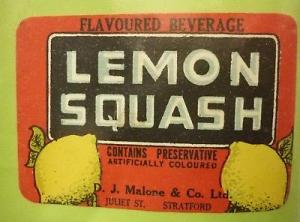 FLAVOURED BEVERAGE
LEMON
SQUASH
CONTAINS PRESERVATIVE
ARTIFICIALLY COLOURED
D. J. Malone & Co. Ltd.
JULIET ST. STRATFORD